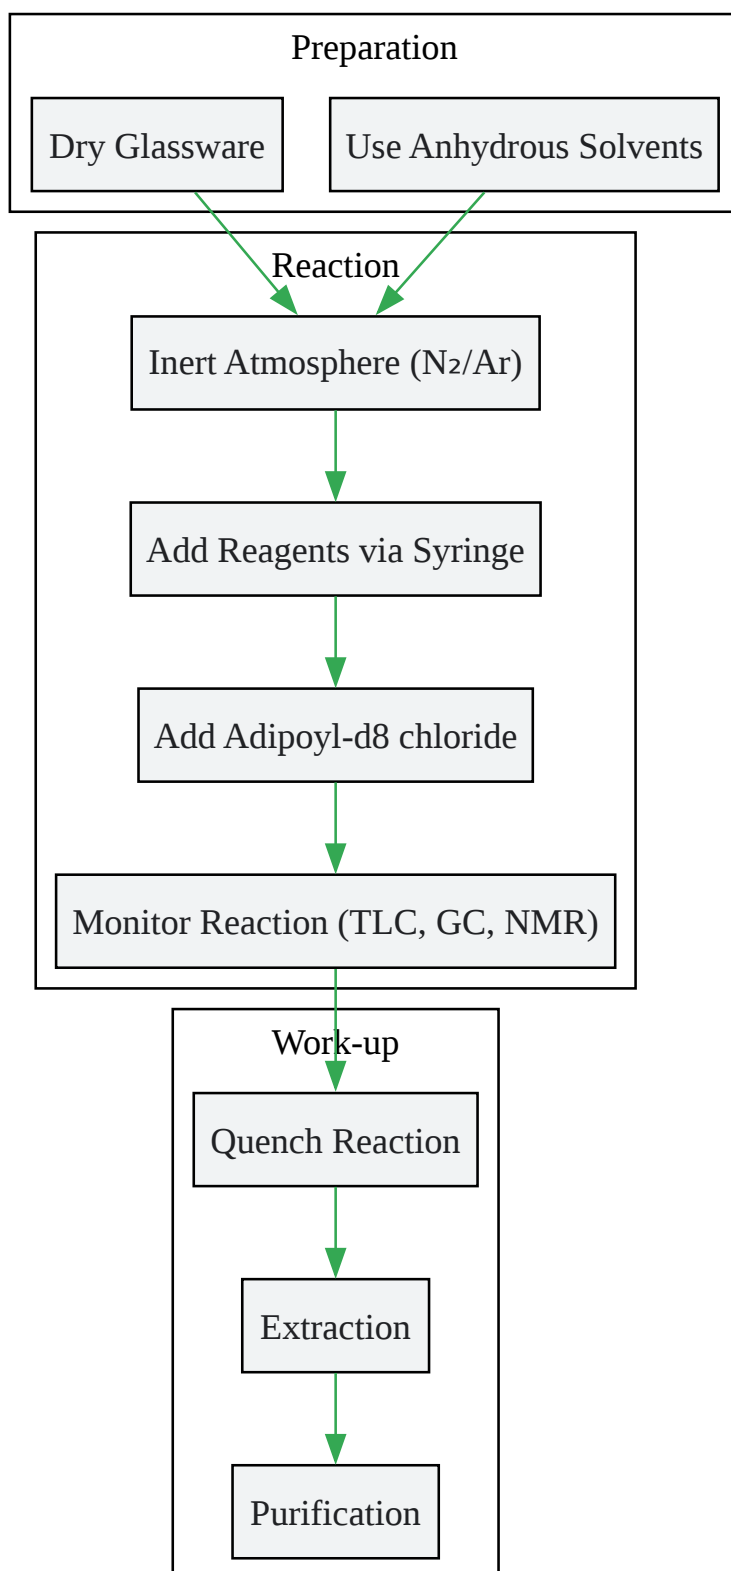 Preparation
Dry Glassware
Use Anhydrous Solvents
Reaction
Inert Atmosphere (N₂/Ar)
Add Reagents via Syringe
Add Adipoyl-d8 chloride
Monitor Reaction (TLC, GC, NMR)
Work-up
Quench Reaction
Extraction
Purification